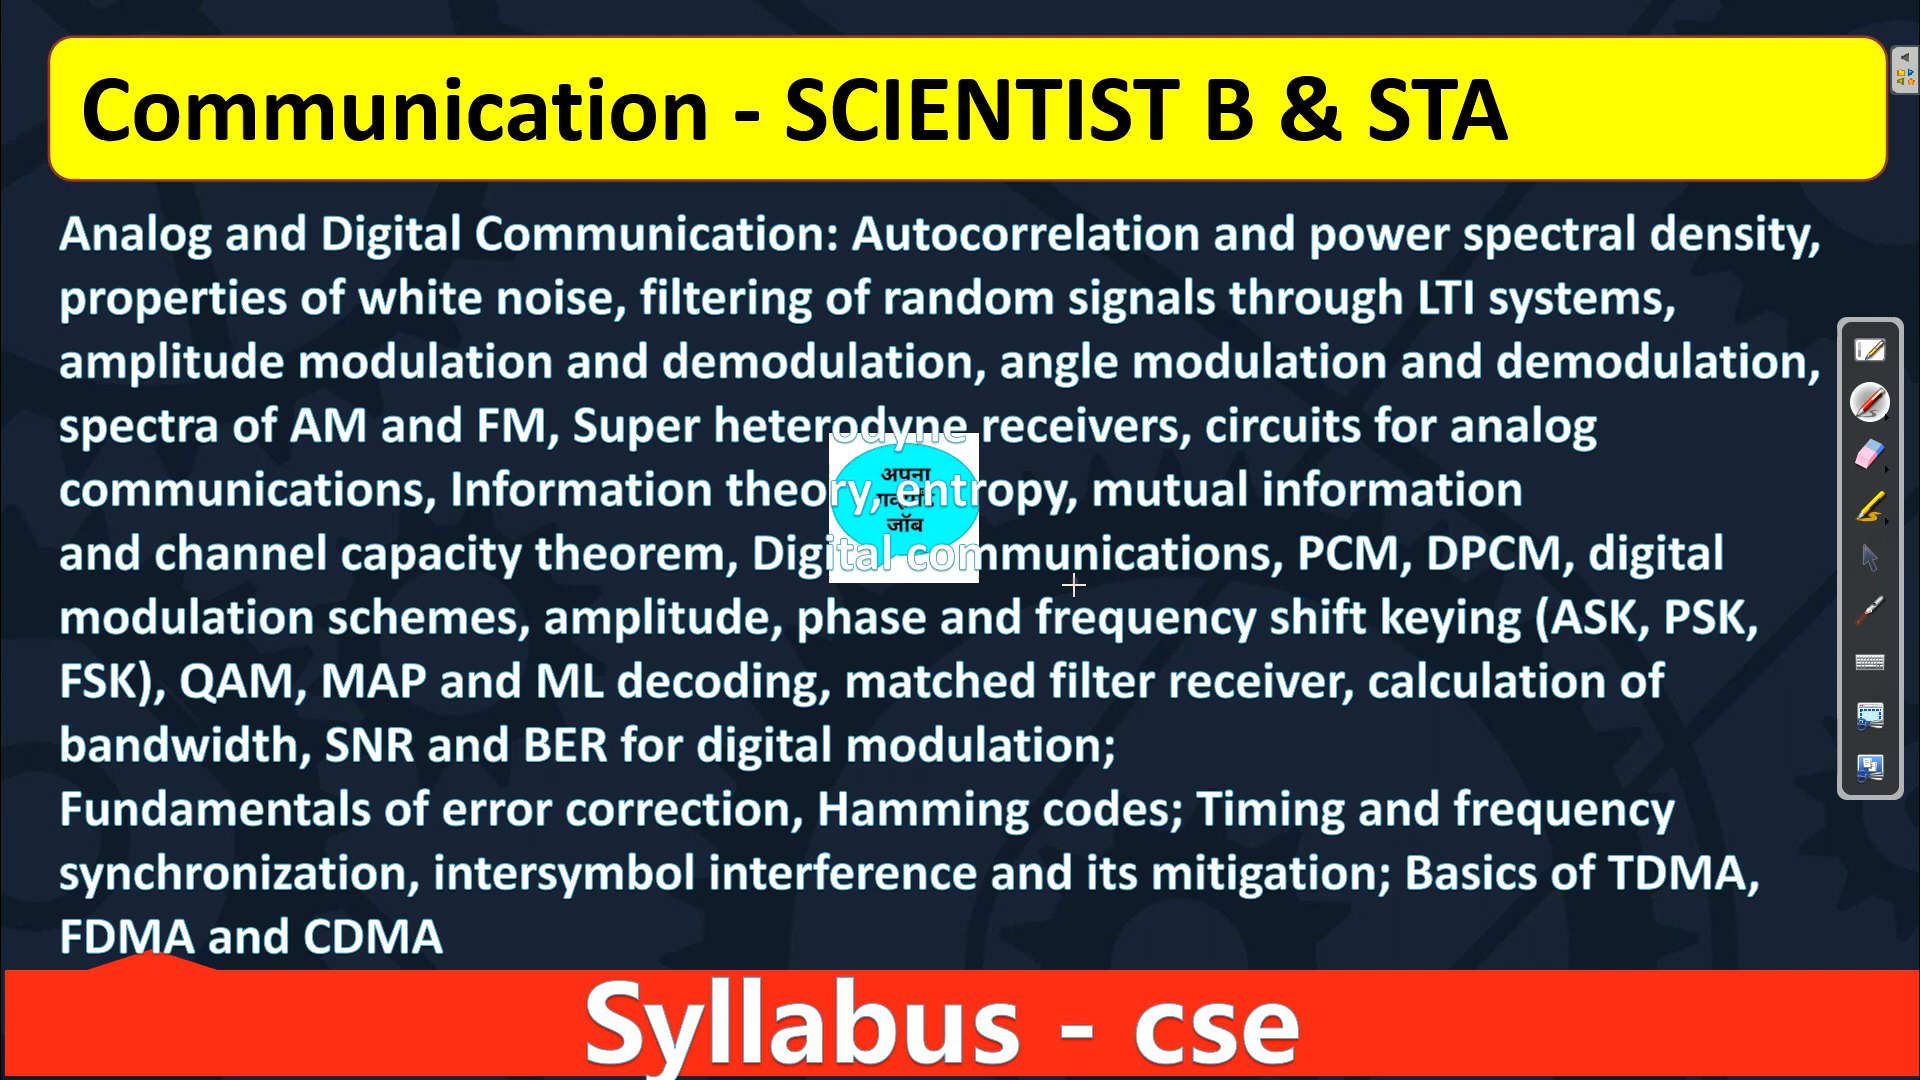 Communication - SCIENTIST B & STA
Analog and Digital Communication: Autocorrelation and power spectral density,
properties of white noise, filtering of random signals through LTI systems,
amplitude modulation and demodulation, angle modulation and demodulation,
spectra of AM and FM, Super heterodyne receivers, circuits for analog
communications, Information theory, entropy, mutual information
and channel capacity theorem, Digital communications, PCM, DPCM, digital
modulation schemes, amplitude, phase and frequency shift keying (ASK, PSK,
FSK), QAM, MAP and ML decoding, matched filter receiver, calculation of
bandwidth, SNR and BER for digital modulation;
Fundamentals of error correction, Hamming codes; Timing and frequency
synchronization, intersymbol interference and its mitigation; Basics of TDMA,
FDMA and CDMA
अपना
जॉब
Syllabus - cse